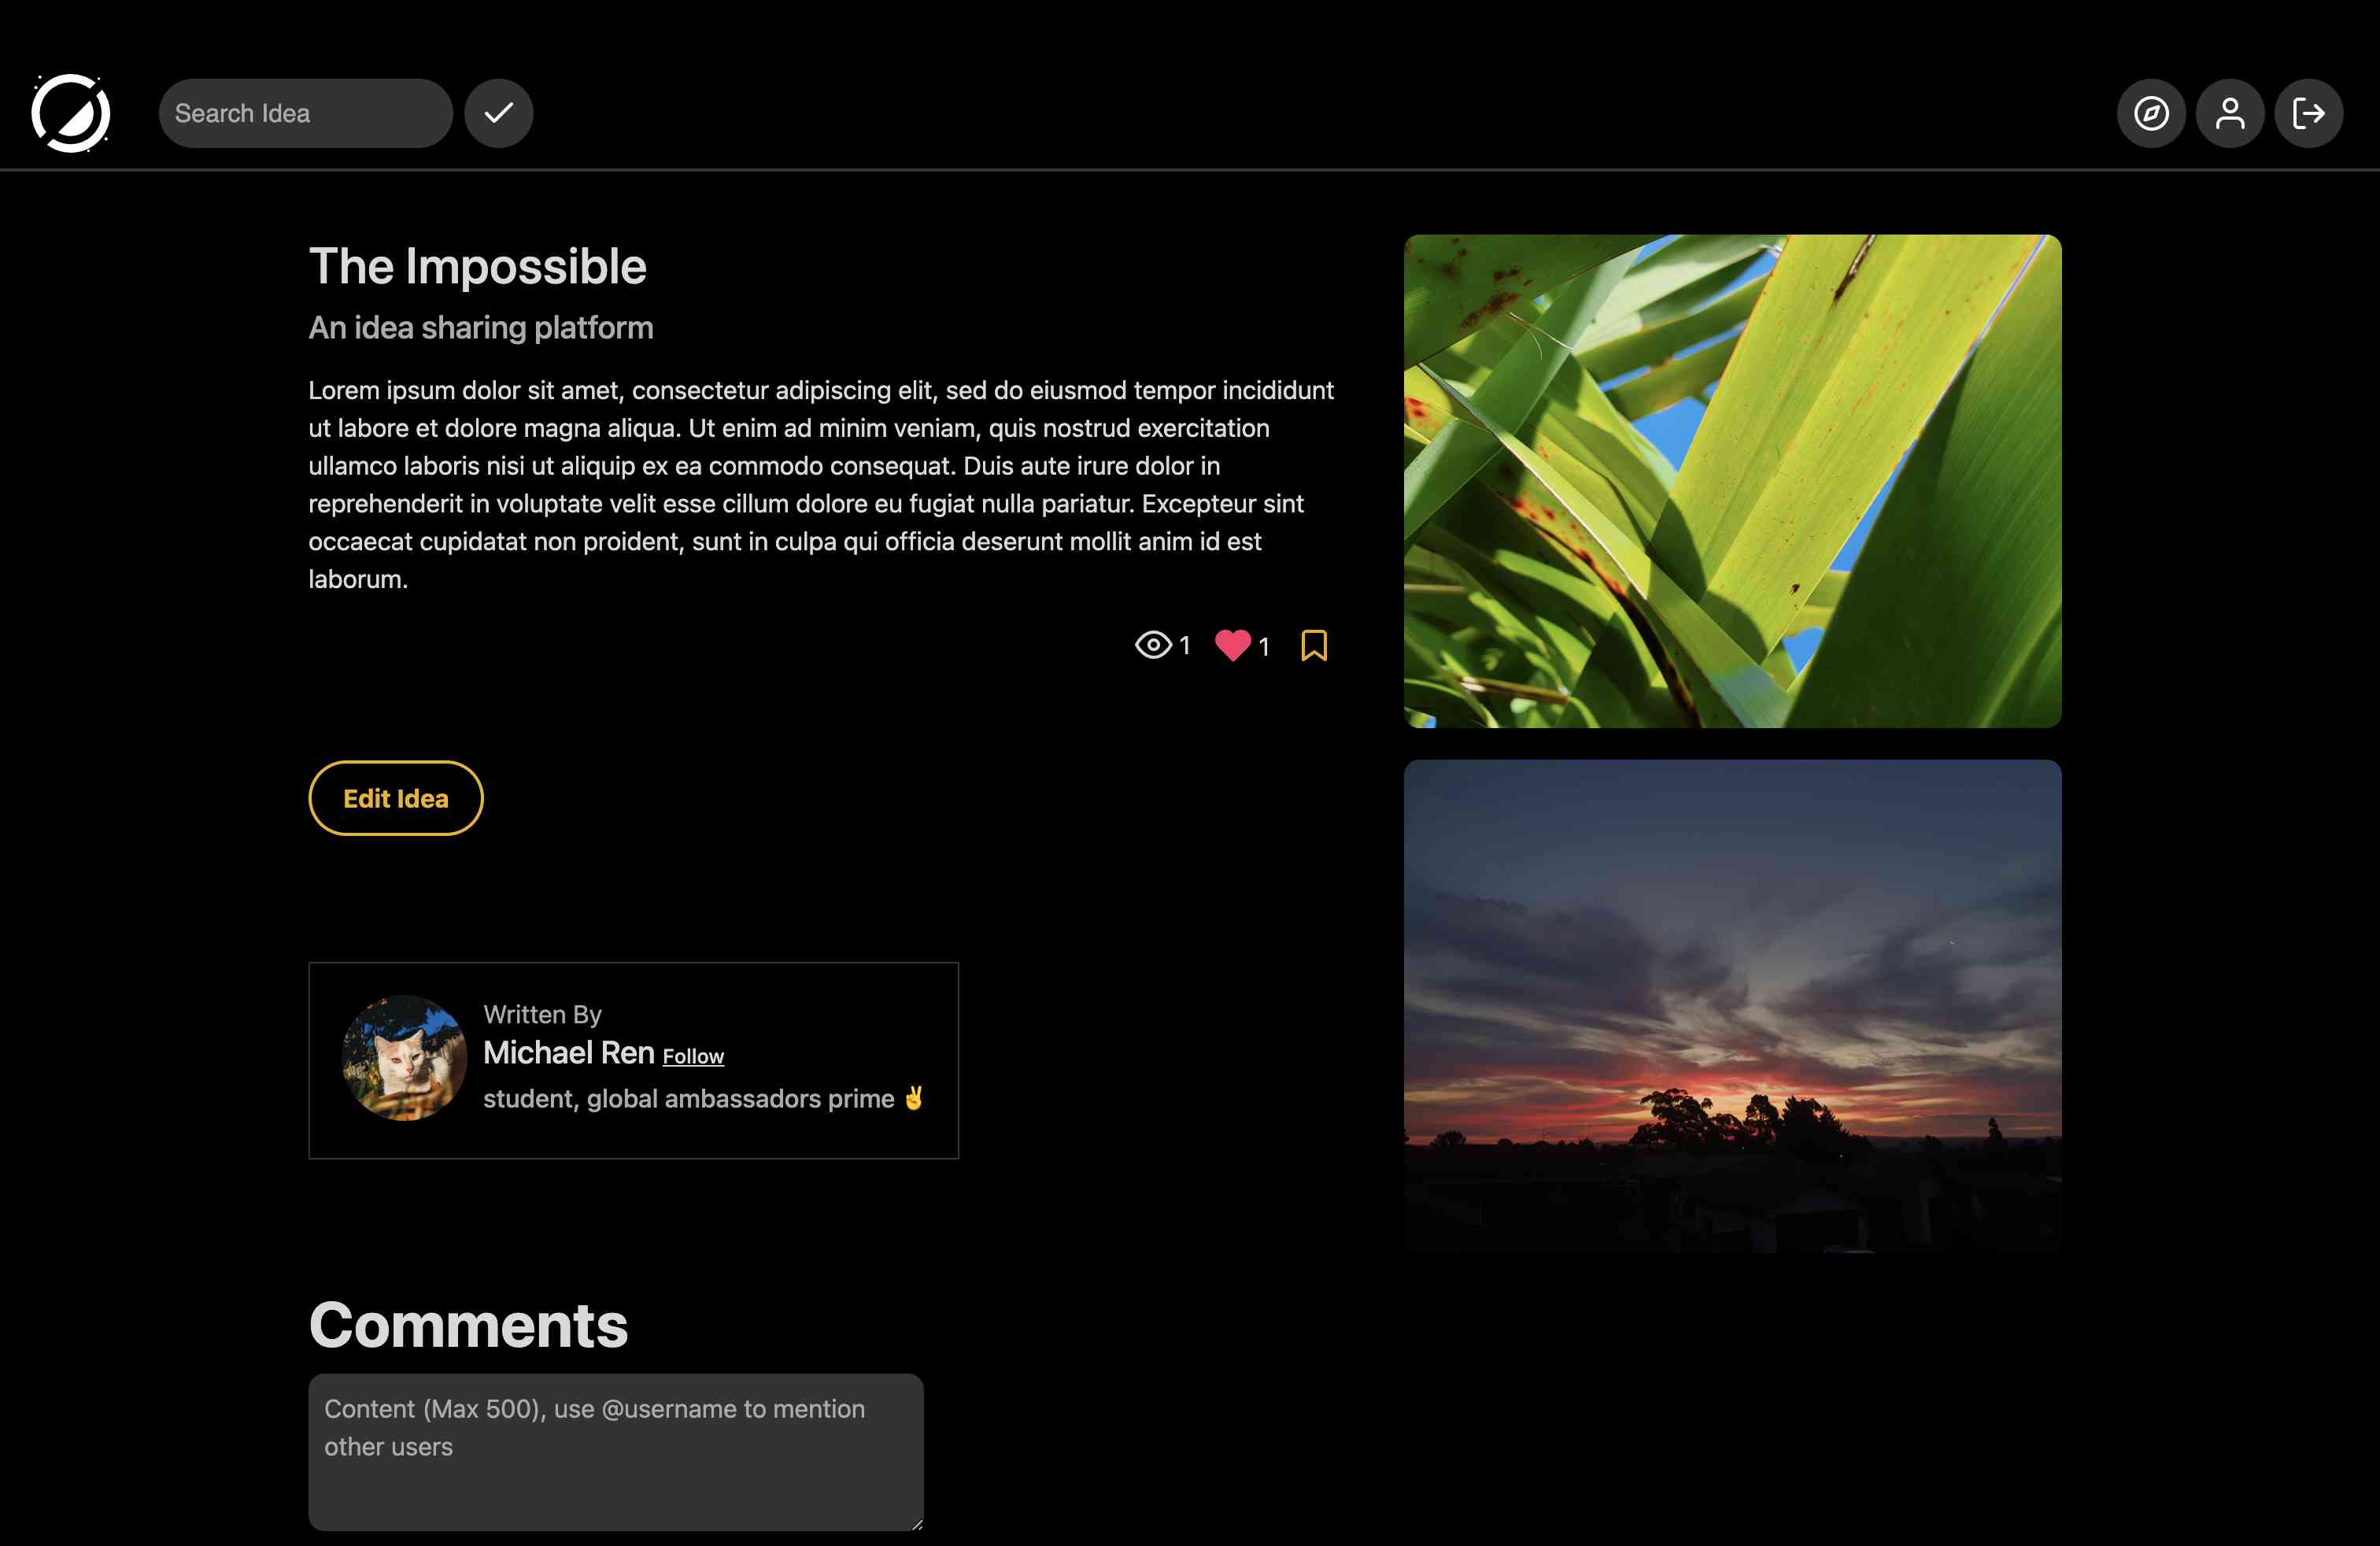 Search Idea
The Impossible
An idea sharing platform
Lorem ipsum dolor sit amet, consectetur adipiscing elit, sed do eiusmod tempor incididunt
ut labore et dolore magna aliqua. Ut enim ad minim veniam, quis nostrud exercitation
ullamco laboris nisi ut aliquip ex ea commodo consequat. Duis aute irure dolor in
reprehenderit in voluptate velit esse cillum dolore eu fugiat nulla pariatur. Excepteur sint
occaecat cupidatat non proident, sunt in culpa qui officia deserunt mollit anim id est
laborum.
1 1
Edit Idea
Written By
Michael Ren Follow
student, global ambassadors prime ✌️
Comments
Content (Max 500), use @username to mention
other users